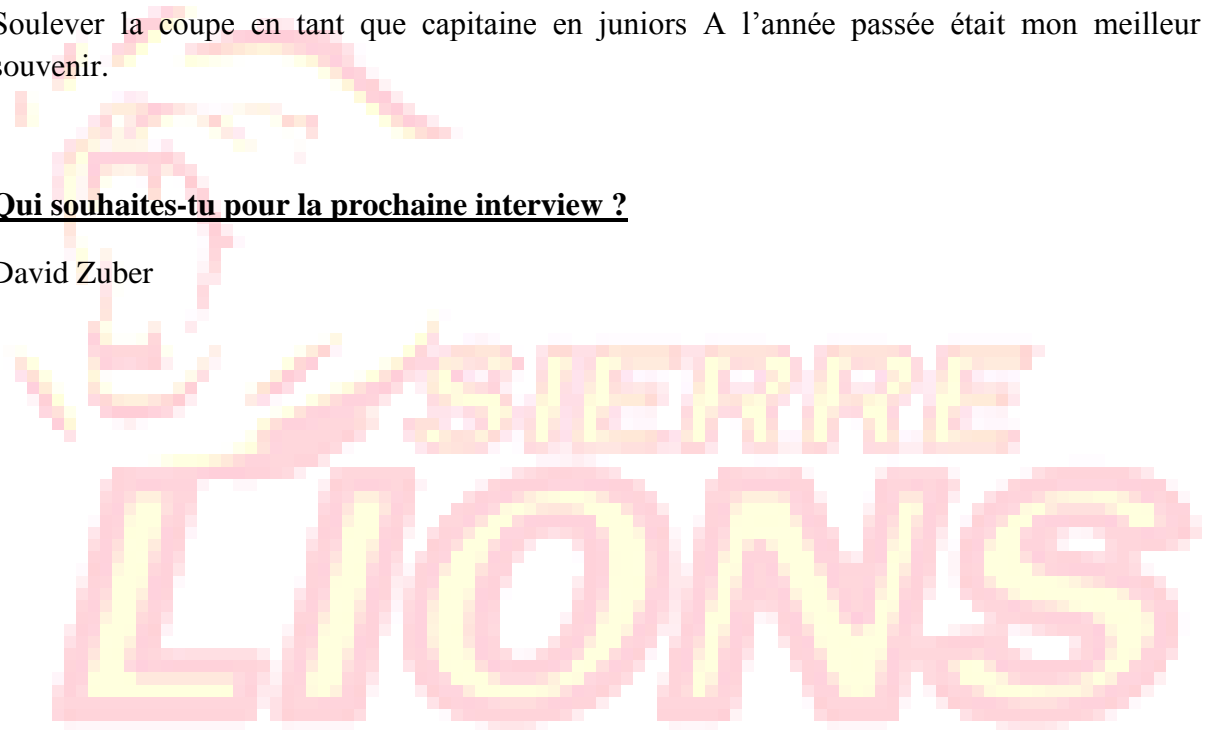 Soulever la coupe en tant que capitaine en juniors A l’année passée était mon meilleur
souvenir.
Qui souhaites-tu pour la prochaine interview ?
David Zuber
SIERRE
LIONS